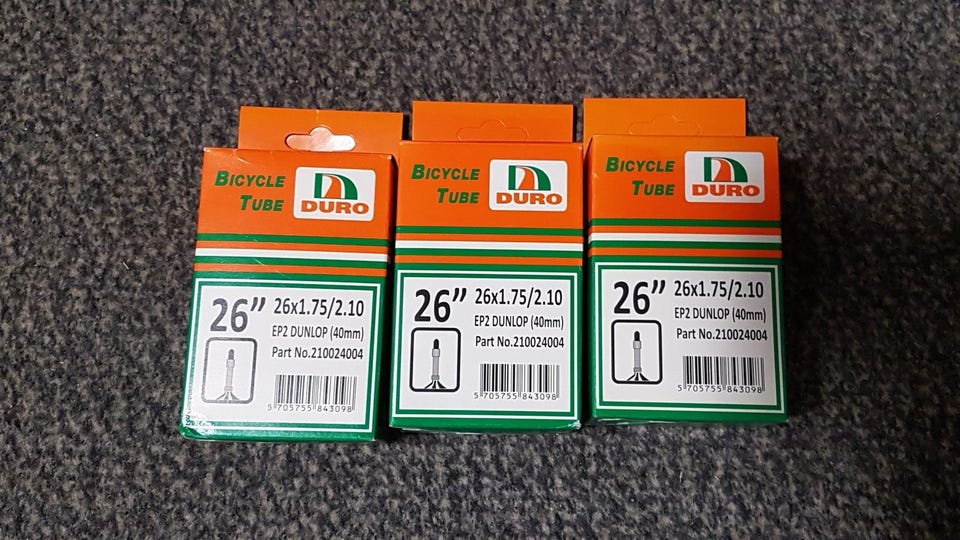 BICYCLE
TUBE
DURO
26" 26x1.75/2.10
EP2 DUNLOP (40mm)
Part No.210024004
5 705755 843098
BICYCLE
TUBE
DURO
26" 26x1.75/2.10
EP2 DUNLOP (40mm)
Part No.210024004
5 705755 843098
BICYCLE
TUBE
DURO
26" 26x1.75/2.10
EP2 DUNLOP (40mm)
Part No.210024004
5 705755 843098